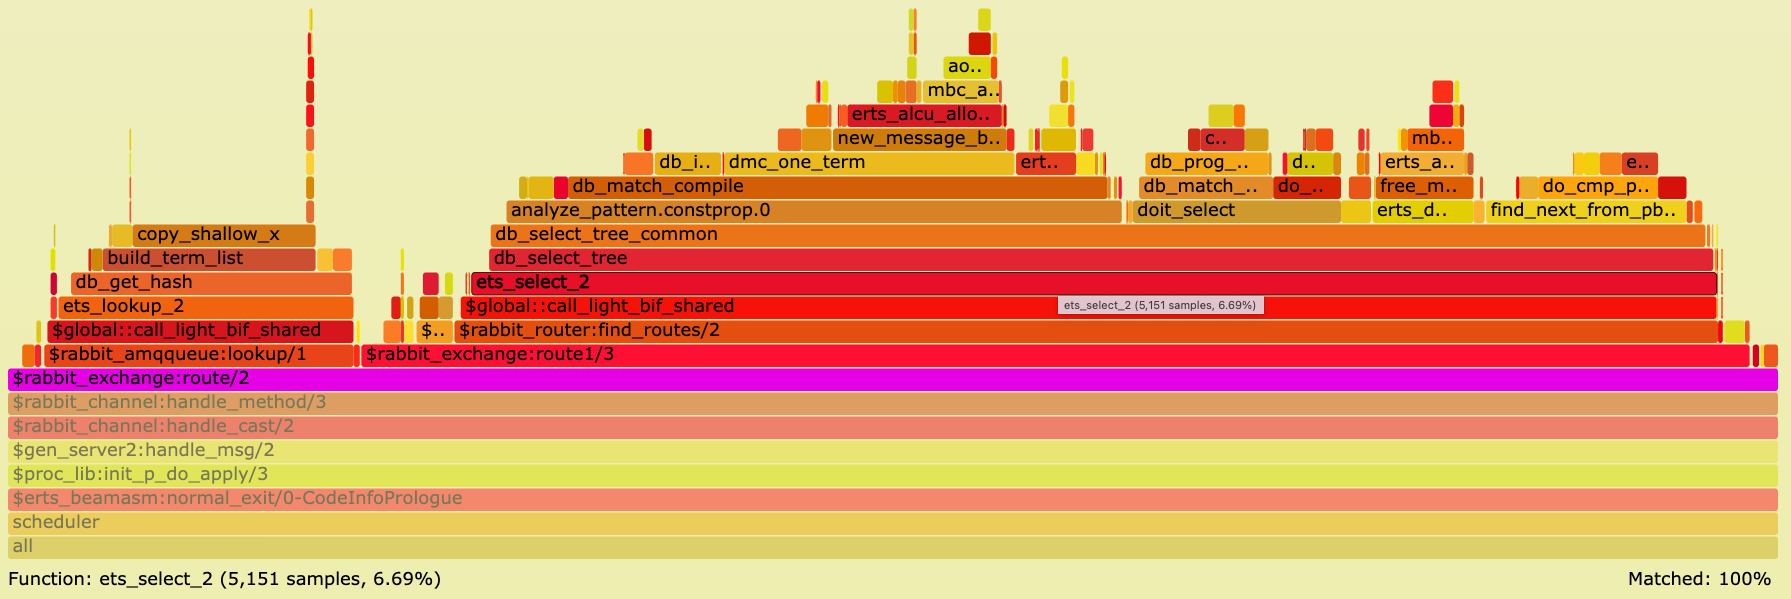 ao..
mbc_a..
erts_alcu_allo..
new_message_b.. c.. mb..
.. db_i.. dmc_one_term ert.. db_prog_.. d.. erts_a.. e..
db_match_compile db_match_.. do_.. free_m.. do_cmp_p..
analyze_pattern.constprop.0 doit_select erts_d.. find_next_from_pb..
copy_shallow_x db_select_tree_common
build_term_list db_select_tree
db_get_hash ets_select_2
ets_lookup_2 $global::call_light_bif_shared ets_select_2 (5,151 samples, 6.69%)
$global::call_light_bif_shared $.. $rabbit_router:find_routes/2
$rabbit_amqqueue:lookup/1 $rabbit_exchange:route1/3
$rabbit_exchange:route/2
$rabbit_channel:handle_method/3
$rabbit_channel:handle_cast/2
$gen_server2:handle_msg/2
$proc_lib:init_p_do_apply/3
$erts_beamasm:normal_exit/0-CodeInfoPrologue
scheduler
all
Function: ets_select_2 (5,151 samples, 6.69%) Matched: 100%